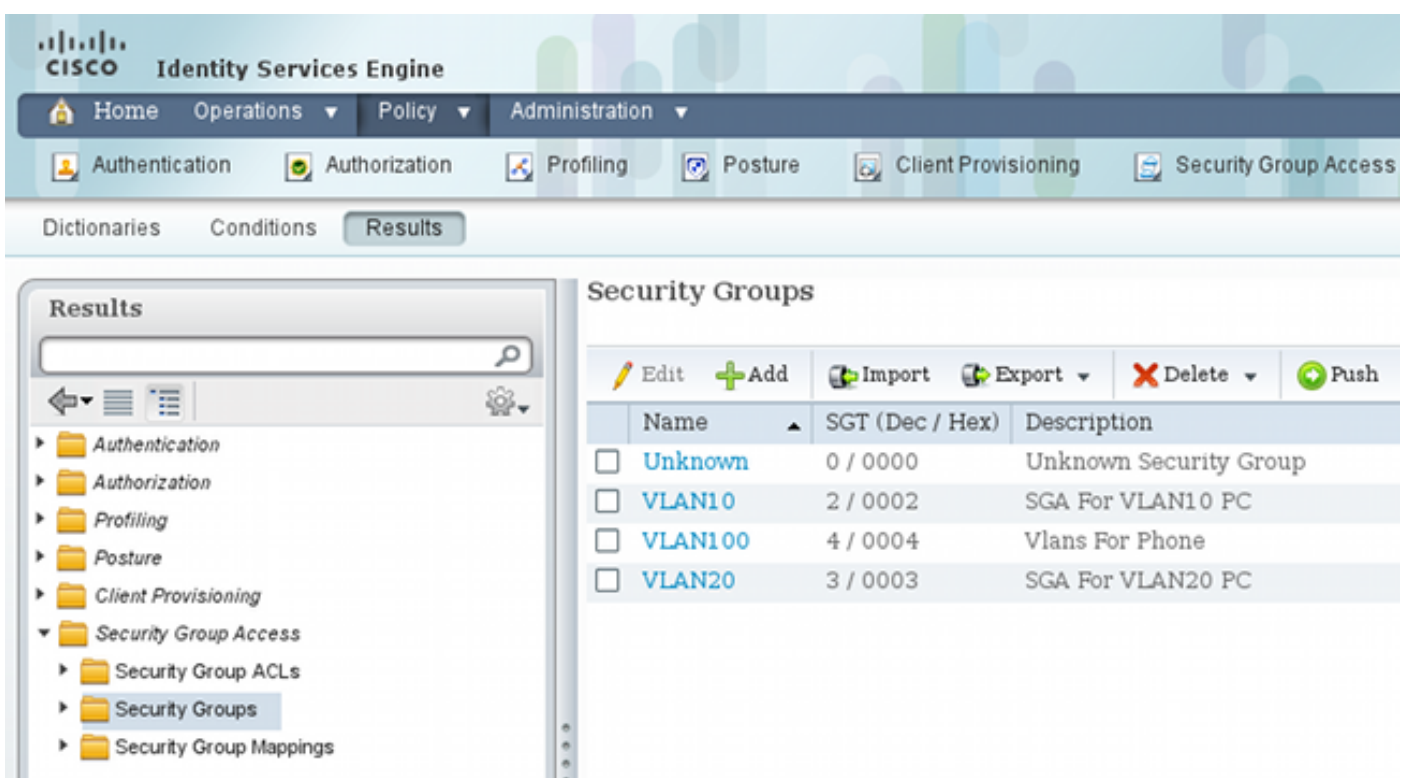 CISCO Identity Services Engine
Home Operations Policy Administration
Authentication Authorization Profiling Posture Client Provisioning Security Group Access
Dictionaries Conditions Results
Results
Authentication
Authorization
Profiling
Posture
Client Provisioning
Security Group Access
Security Group ACLs
Security Groups
Security Group Mappings
Security Groups
Edit Add Import Export Delete Push
Name SGT (Dec / Hex) Description
Unknown 0 / 0000 Unknown Security Group
VLAN10 2 / 0002 SGA For VLAN10 PC
VLAN100 4 / 0004 Vlans For Phone
VLAN20 3 / 0003 SGA For VLAN20 PC